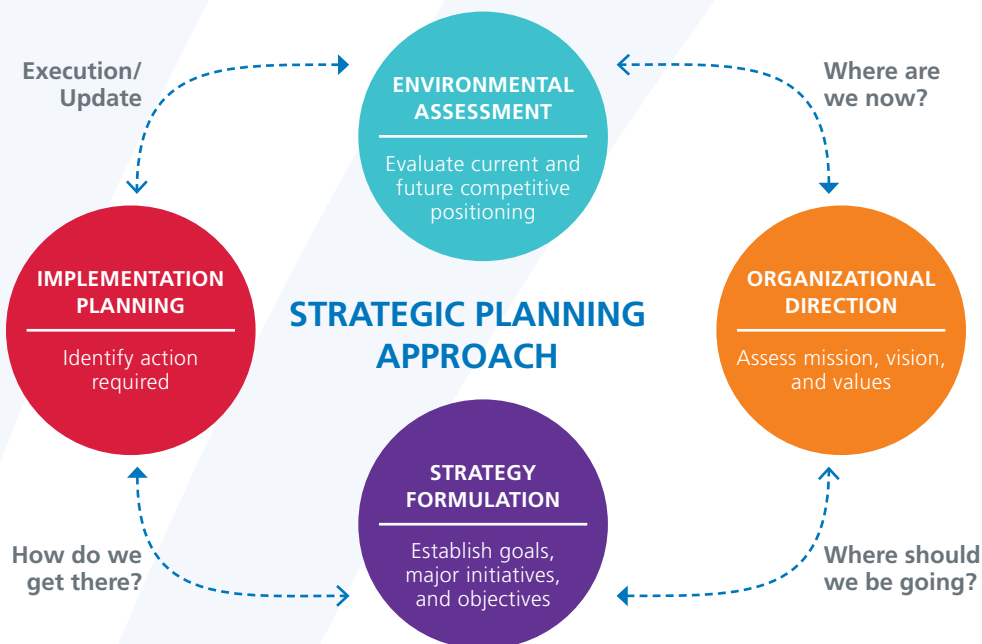 Execution/
Update
ENVIRONMENTAL
ASSESSMENT
Evaluate current and
future competitive
positioning
Where are
we now?
IMPLEMENTATION
PLANNING
Identify action
required
STRATEGIC PLANNING
APPROACH
ORGANIZATIONAL
DIRECTION
Assess mission, vision,
and values
How do we
get there?
STRATEGY
FORMULATION
Establish goals,
major initiatives,
and objectives
Where should
we be going?